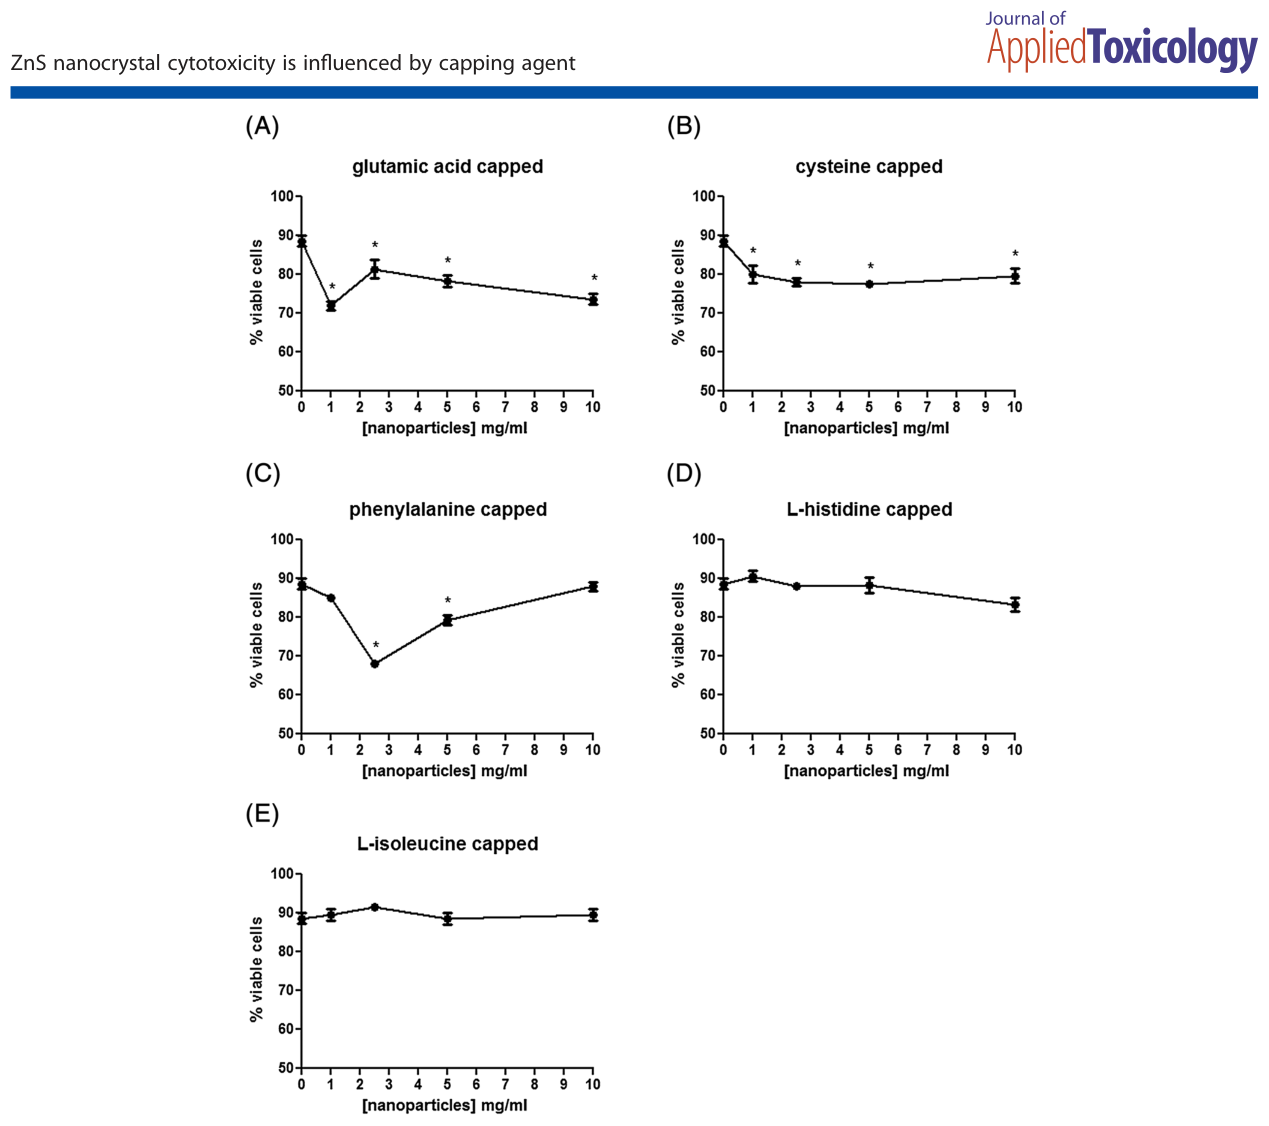 Journal of
AppliedToxicology
ZnS nanocrystal cytotoxicity is influenced by capping agent
(A)
glutamic acid capped
100
90
80
70
60
50
% viable cells
* * * *
0 1 2 3 4 5 6 7 8 9 10
[nanoparticles] mg/ml
(B)
cysteine capped
100
90
80
70
60
50
% viable cells
* * * *
0 1 2 3 4 5 6 7 8 9 10
[nanoparticles] mg/ml
(C)
phenylalanine capped
100
90
80
70
60
50
% viable cells
* *
0 1 2 3 4 5 6 7 8 9 10
[nanoparticles] mg/ml
(D)
L-histidine capped
100
90
80
70
60
50
% viable cells
0 1 2 3 4 5 6 7 8 9 10
[nanoparticles] mg/ml
(E)
L-isoleucine capped
100
90
80
70
60
50
% viable cells
0 1 2 3 4 5 6 7 8 9 10
[nanoparticles] mg/ml